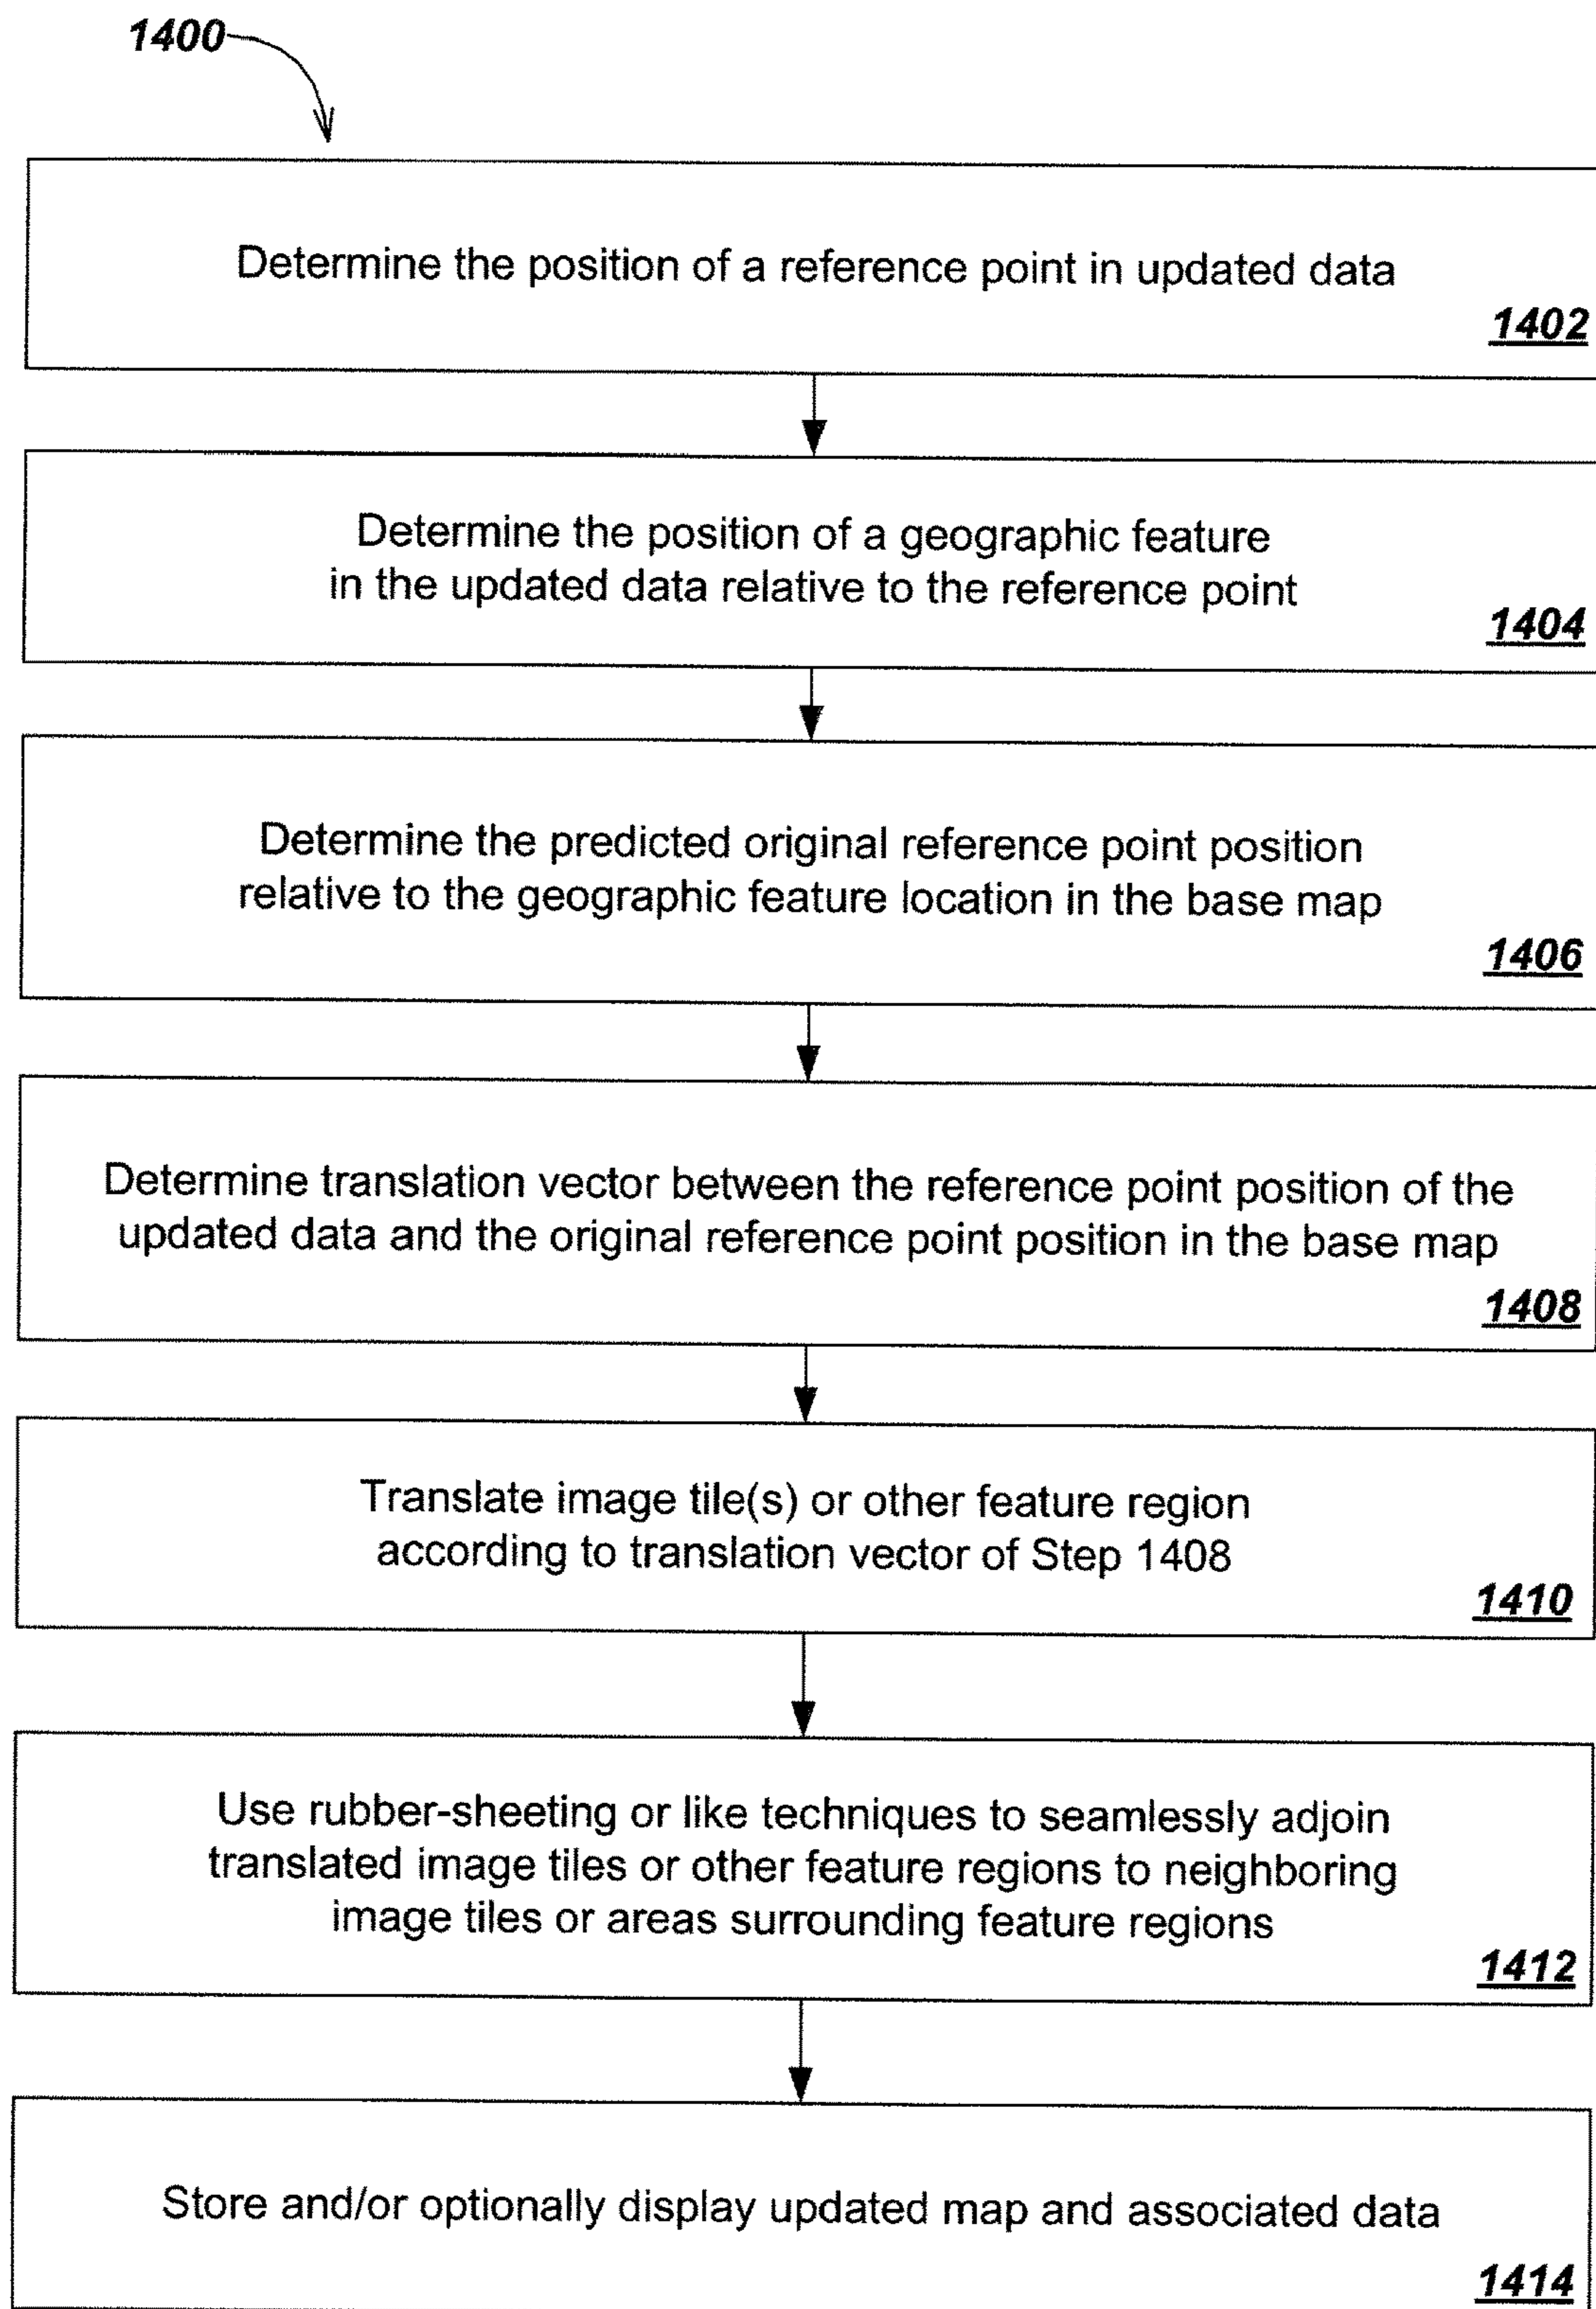 1400
Determine the position of a reference point in updated data
1402
Determine the position of a geographic feature
in the updated data relative to the reference point
1404
Determine the predicted original reference point position
relative to the geographic feature location in the base map
1406
Determine translation vector between the reference point position of the
updated data and the original reference point position in the base map
1408
Translate image tile(s) or other feature region
according to translation vector of Step 1408
1410
Use rubber-sheeting or like techniques to seamlessly adjoin
translated image tiles or other feature regions to neighboring
image tiles or areas surrounding feature regions
1412
Store and/or optionally display updated map and associated data
1414